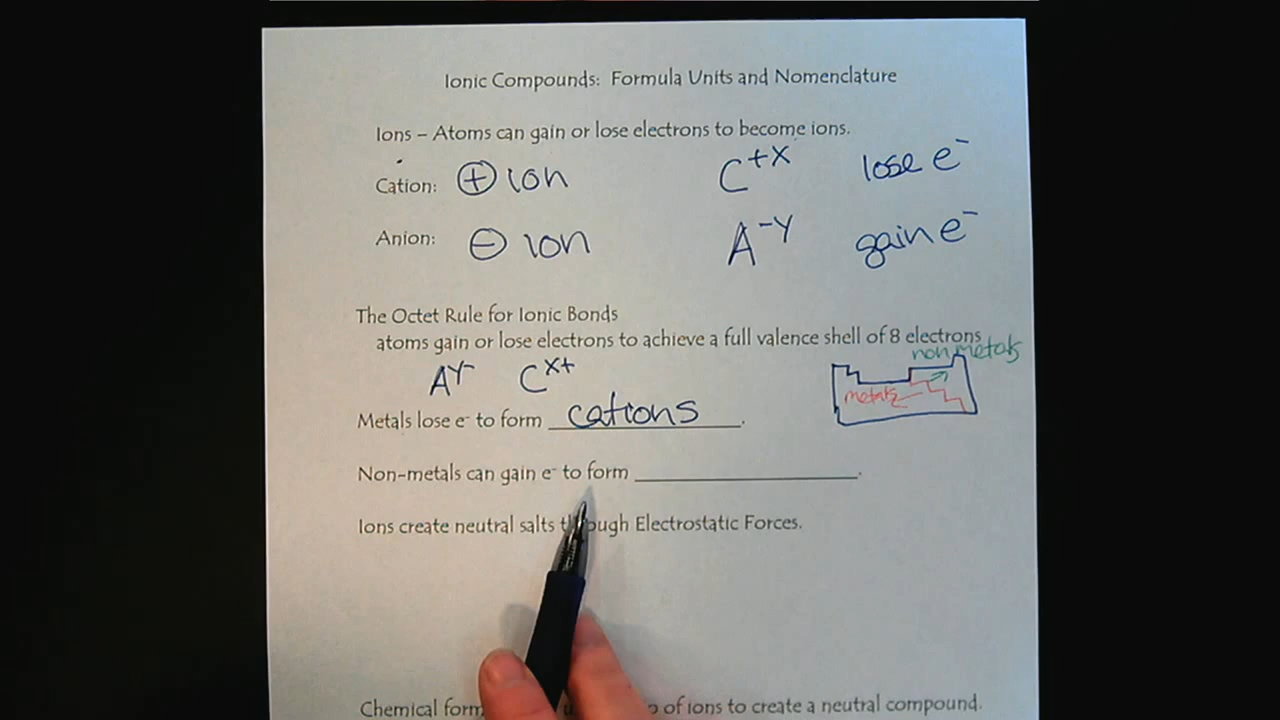 Ionic Compounds: Formula Units and Nomenclature
Ions – Atoms can gain or lose electrons to become ions.
Cation: ⊕ ion C⁺ˣ lose e⁻
Anion: ⊖ ion A⁻ʸ gain e⁻
The Octet Rule for Ionic Bonds
atoms gain or lose electrons to achieve a full valence shell of 8 electrons
non metals
Aʸ⁻ Cˣ⁺
metals
Metals lose e⁻ to form cations.
Non-metals can gain e⁻ to form ____________________.
Ions create neutral salts through Electrostatic Forces.
Chemical of ions to create a neutral compound.